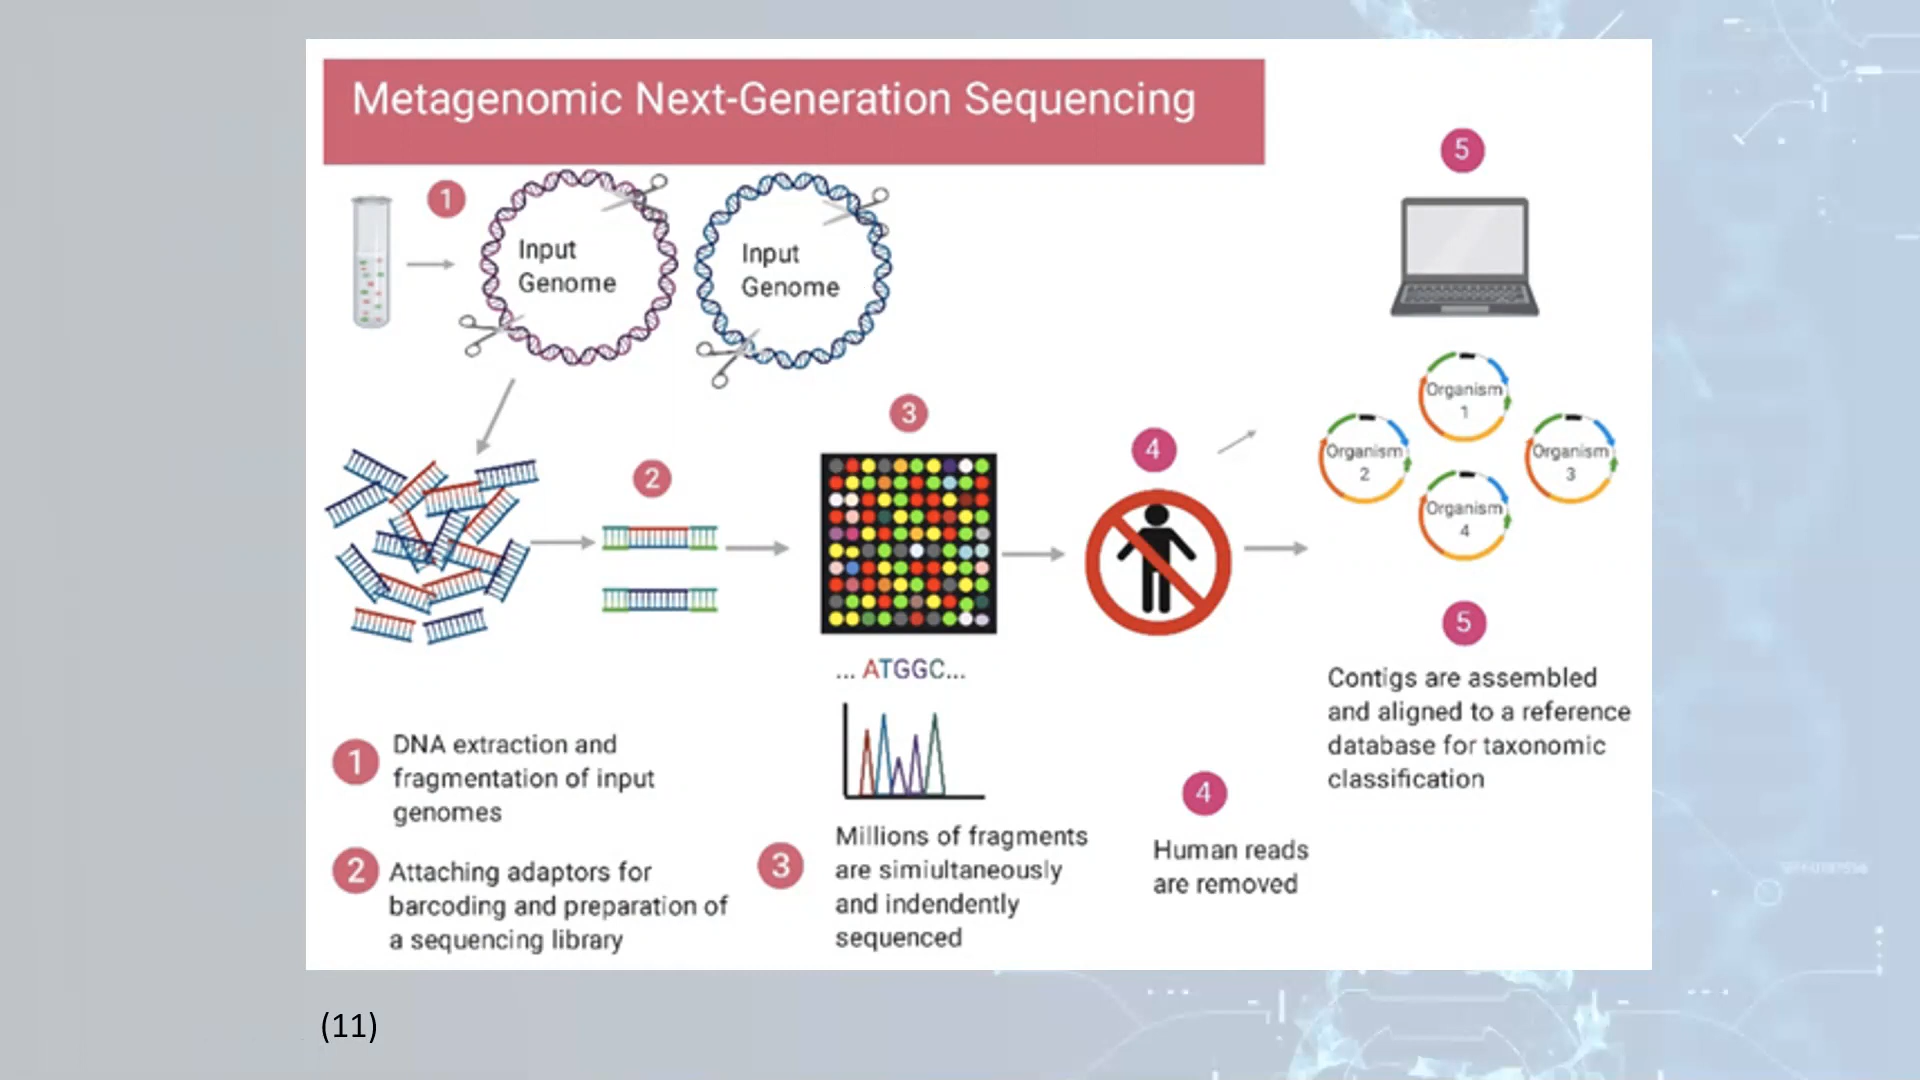 Metagenomic Next-Generation Sequencing
1
Input
Genome
Input
Genome
2
3
... ATGGC...
4
5
Organism
1
Organism
2
Organism
3
Organism
4
1
DNA extraction and
fragmentation of input
genomes
2
Attaching adaptors for
barcoding and preparation of
a sequencing library
3
Millions of fragments
are simiultaneously
and indendently
sequenced
4
Human reads
are removed
5
Contigs are assembled
and aligned to a reference
database for taxonomic
classification
(11)